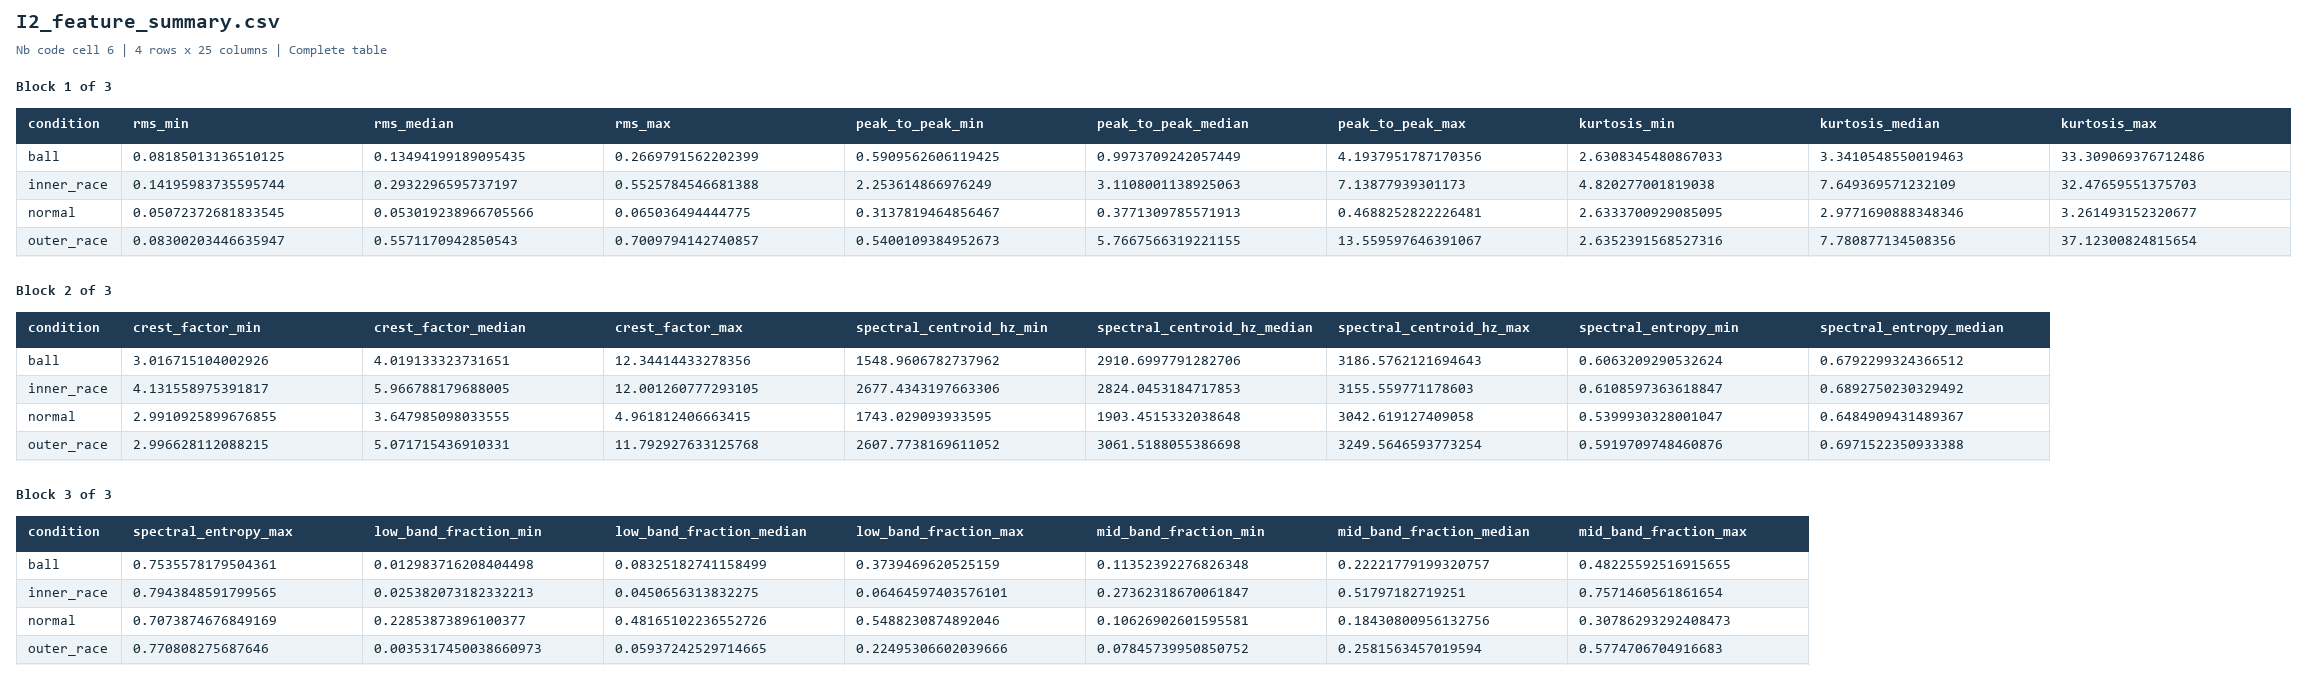 I2_feature_summary.csv
Nb code cell 6 | 4 rows x 25 columns | Complete table
Block 1 of 3
condition rms_min rms_median rms_max peak_to_peak_min peak_to_peak_median peak_to_peak_max kurtosis_min kurtosis_median kurtosis_max
ball 0.08185013136510125 0.13494199189095435 0.2669791562202399 0.5909562606119425 0.9973709242057449 4.1937951787170356 2.6308345480867033 3.3410548550019463 33.309069376712486
inner_race 0.14195983735595744 0.2932296595737197 0.5525784546681388 2.253614866976249 3.1108001138925063 7.13877939301173 4.820277001819038 7.649369571232109 32.47659551375703
normal 0.05072372681833545 0.053019238966705566 0.065036494444775 0.3137819464856467 0.3771309785571913 0.4688252822226481 2.6333700929085095 2.9771690888348346 3.261493152320677
outer_race 0.08300203446635947 0.5571170942850543 0.7009794142740857 0.5400109384952673 5.7667566319221155 13.559597646391067 2.6352391568527316 7.780877134508356 37.12300824815654
Block 2 of 3
condition crest_factor_min crest_factor_median crest_factor_max spectral_centroid_hz_min spectral_centroid_hz_median spectral_centroid_hz_max spectral_entropy_min spectral_entropy_median
ball 3.016715104002926 4.019133323731651 12.34414433278356 1548.9606782737962 2910.6997791282706 3186.5762121694643 0.6063209290532624 0.6792299324366512
inner_race 4.131558975391817 5.966788179688005 12.001260777293105 2677.4343197663306 2824.0453184717853 3155.559771178603 0.6108597363618847 0.6892750230329492
normal 2.9910925899676855 3.647985098033555 4.961812406663415 1743.029093933595 1903.4515332038648 3042.619127409058 0.5399930328001047 0.6484909431489367
outer_race 2.996628112088215 5.071715436910331 11.792927633125768 2607.7738169611052 3061.5188055386698 3249.5646593773254 0.5919709748460876 0.6971522350933388
Block 3 of 3
condition spectral_entropy_max low_band_fraction_min low_band_fraction_median low_band_fraction_max mid_band_fraction_min mid_band_fraction_median mid_band_fraction_max
ball 0.7535578179504361 0.012983716208404498 0.08325182741158499 0.3739469620525159 0.11352392276826348 0.22221779199320757 0.48225592516915655
inner_race 0.7943848591799565 0.025382073182332213 0.0450656313832275 0.06464597403576101 0.27362318670061847 0.51797182719251 0.7571460561861654
normal 0.7073874676849169 0.22853873896100377 0.48165102236552726 0.5488230874892046 0.10626902601595581 0.18430800956132756 0.30786293292408473
outer_race 0.770808275687646 0.0035317450038660973 0.05937242529714665 0.22495306602039666 0.07845739950850752 0.2581563457019594 0.5774706704916683